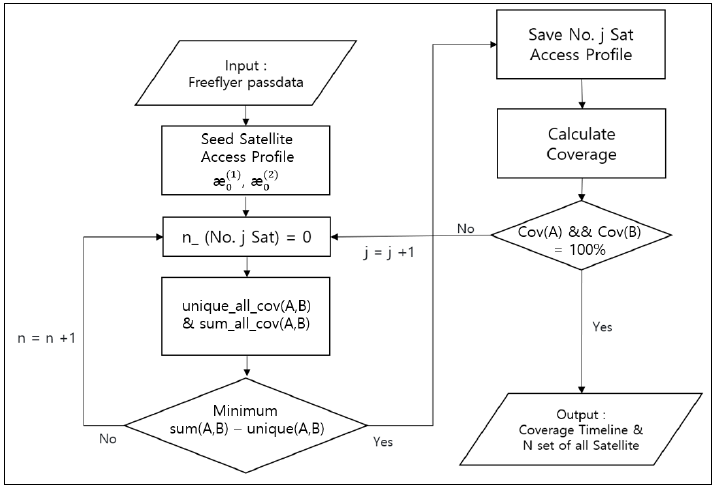 Input :
Freeflyer passdata
Seed Satellite
Access Profile
æ₀⁽¹⁾, æ₀⁽²⁾
n_ (No. j Sat) = 0
unique_all_cov(A,B)
& sum_all_cov(A,B)
n = n +1
Minimum
sum(A,B) – unique(A,B)
No
Yes
Save No. j Sat
Access Profile
Calculate
Coverage
Cov(A) && Cov(B)
= 100%
No
j = j +1
Yes
Output :
Coverage Timeline &
N set of all Satellite